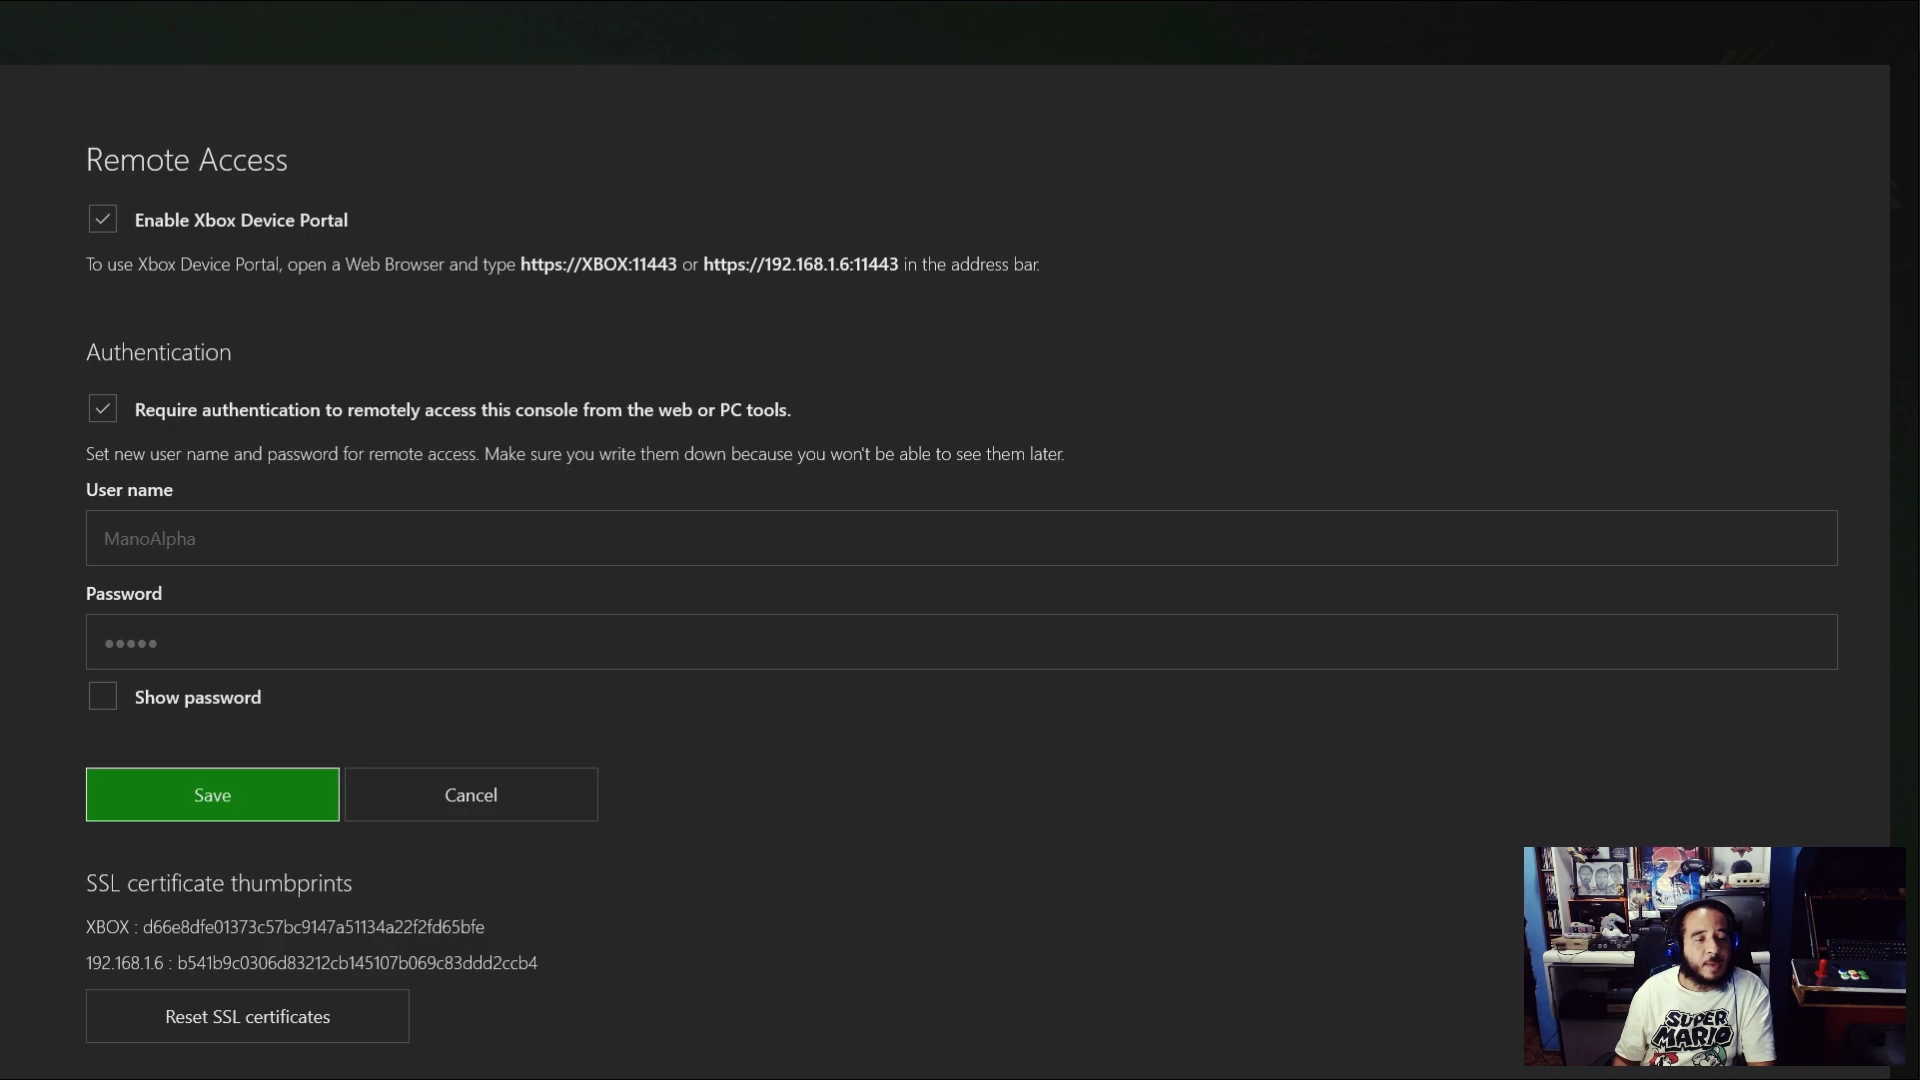 Remote Access
Enable Xbox Device Portal
To use Xbox Device Portal, open a Web Browser and type https://XBOX:11443 or https://192.168.1.6:11443 in the address bar.
Authentication
Require authentication to remotely access this console from the web or PC tools.
Set new user name and password for remote access. Make sure you write them down because you won't be able to see them later.
User name
ManoAlpha
Password
•••••
Show password
Save
Cancel
SSL certificate thumbprints
XBOX : d66e8dfe01373c57bc9147a51134a22f2fd65bfe
192.168.1.6 : b541b9c0306d83212cb145107b069c83ddd2ccb4
Reset SSL certificates
SUPER
MARIO